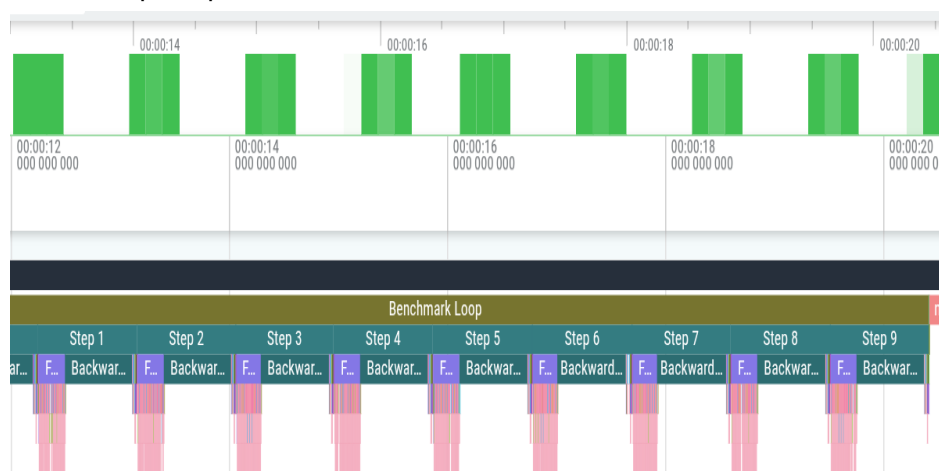 00:00:14 00:00:16 00:00:18 00:00:20
00:00:12 00:00:14 00:00:16 00:00:18 00:00:20
000 000 000 000 000 000 000 000 000 000 000 000 000 000 0
Benchmark Loop
Step 1 Step 2 Step 3 Step 4 Step 5 Step 6 Step 7 Step 8 Step 9
ar... F... Backwar... F... Backwar... F... Backwar... F... Backwar... F... Backwar... F... Backward... F... Backward... F... Backwar... F... Backwar...